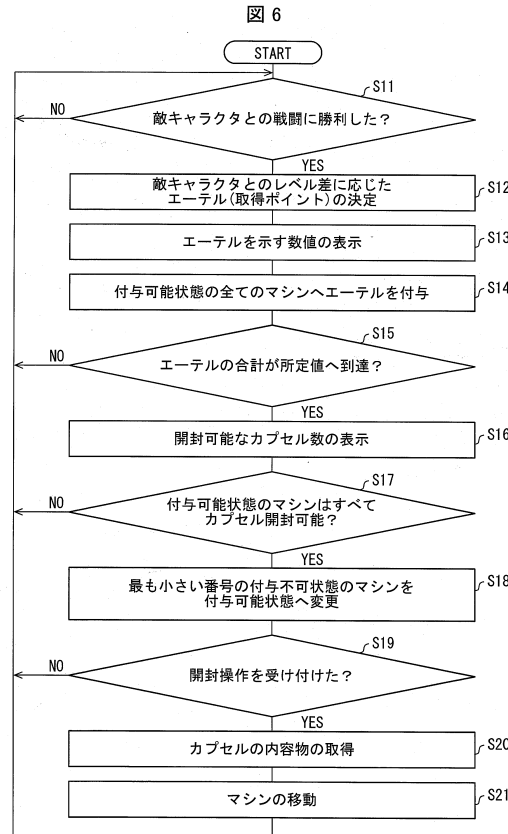 図 6
START
S11
敵キャラクタとの戦闘に勝利した?
NO
YES
敵キャラクタとのレベル差に応じた
エーテル(取得ポイント)の決定
S12
エーテルを示す数値の表示
S13
付与可能状態の全てのマシンへエーテルを付与
S14
S15
エーテルの合計が所定値へ到達?
NO
YES
開封可能なカプセル数の表示
S16
S17
付与可能状態のマシンはすべて
カプセル開封可能?
NO
YES
最も小さい番号の付与不可状態のマシンを
付与可能状態へ変更
S18
S19
開封操作を受け付けた?
NO
YES
カプセルの内容物の取得
S20
マシンの移動
S21